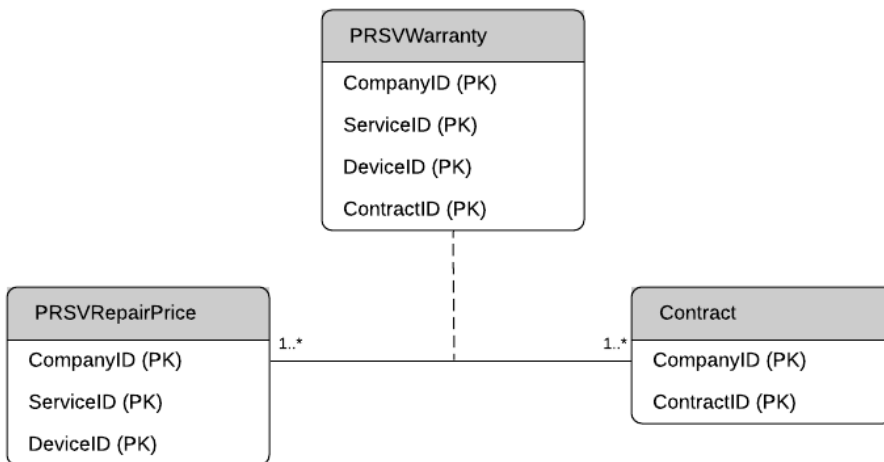 PRSVWarranty
CompanyID (PK)
ServiceID (PK)
DeviceID (PK)
ContractID (PK)
PRSVRepairPrice
CompanyID (PK)
ServiceID (PK)
DeviceID (PK)
1..*
1..*
Contract
CompanyID (PK)
ContractID (PK)